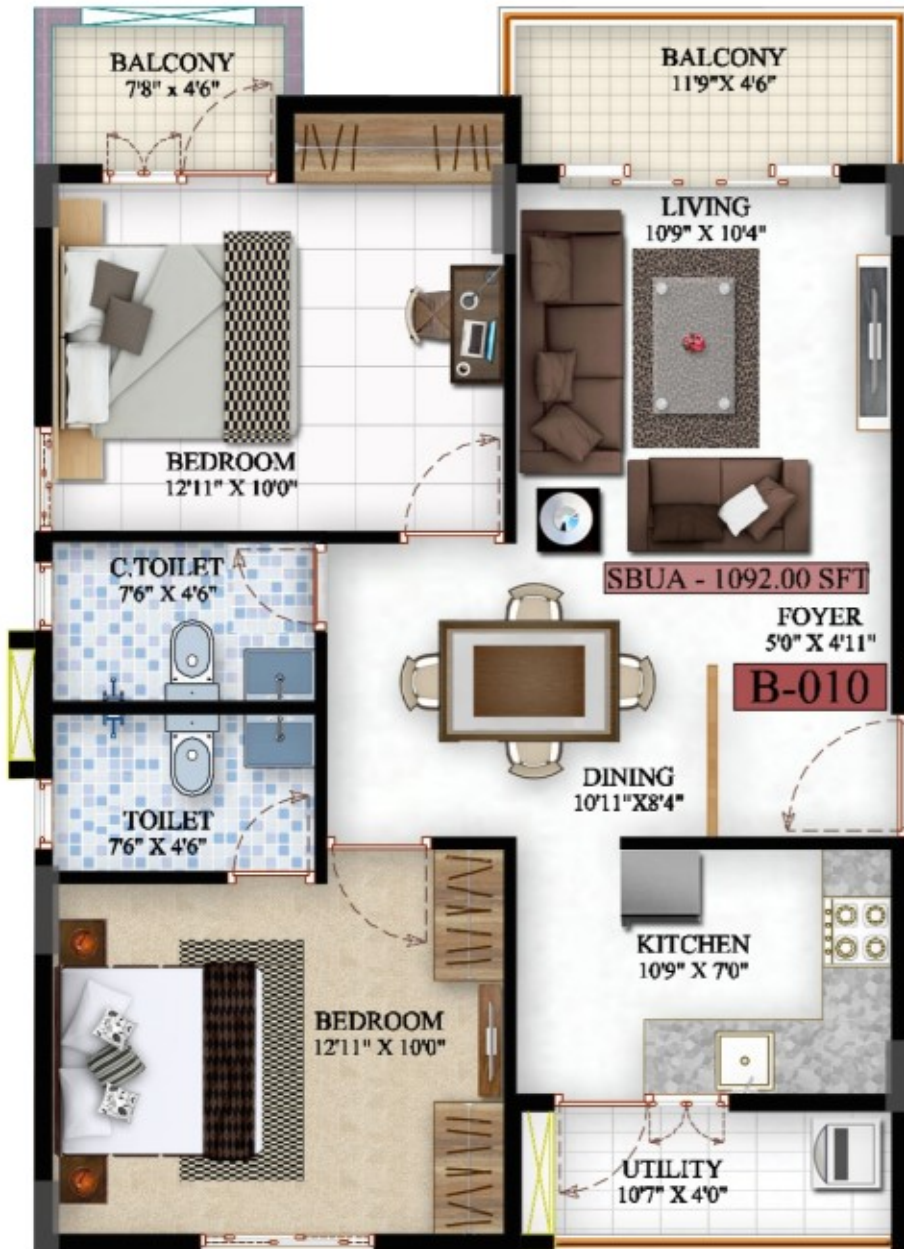 BALCONY
7'8" x 4'6"
BALCONY
11'9"X 4'6"
LIVING
10'9" X 10'4"
BEDROOM
12'11" X 10'0"
C.TOILET
7'6" X 4'6"
SBUA - 1092.00 SFT
FOYER
5'0" X 4'11"
B-010
DINING
10'11"X8'4"
TOILET
7'6" X 4'6"
KITCHEN
10'9" X 7'0"
BEDROOM
12'11" X 10'0"
UTILITY
10'7" X 4'0"